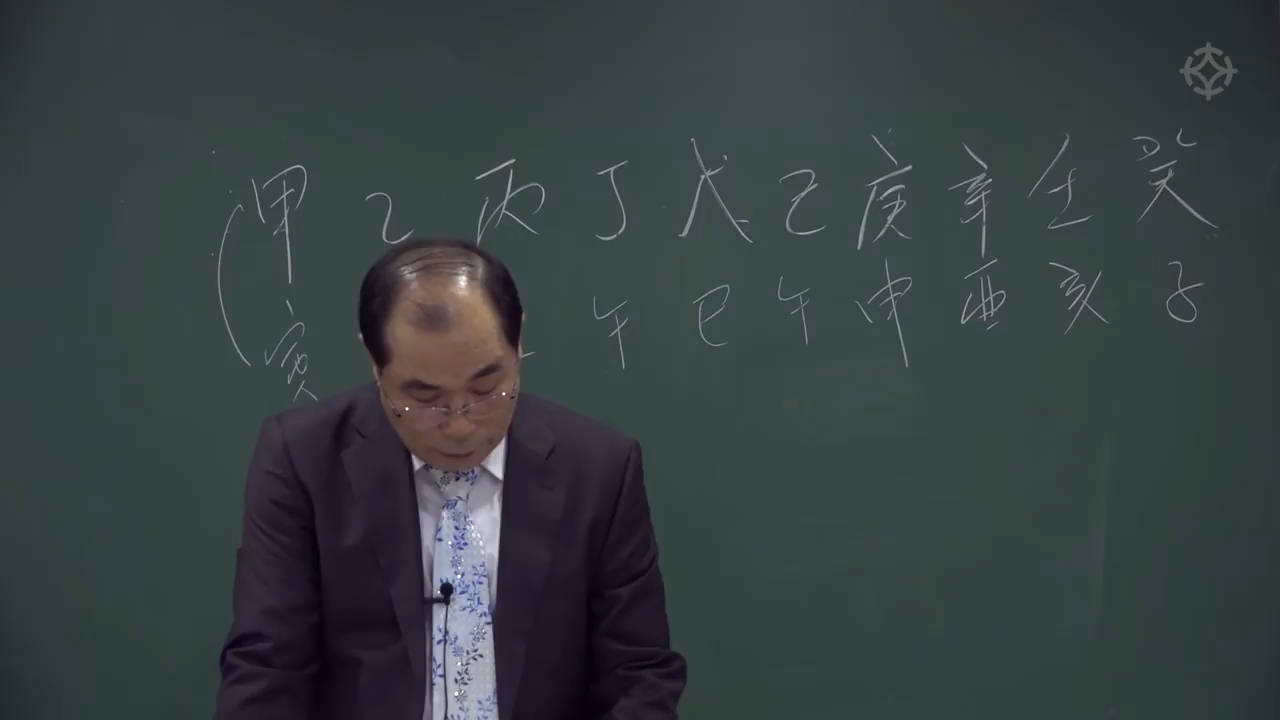 甲 乙 丙 丁 戊 己 庚 辛 壬 癸
寅 午 巳 午 申 酉 亥 子